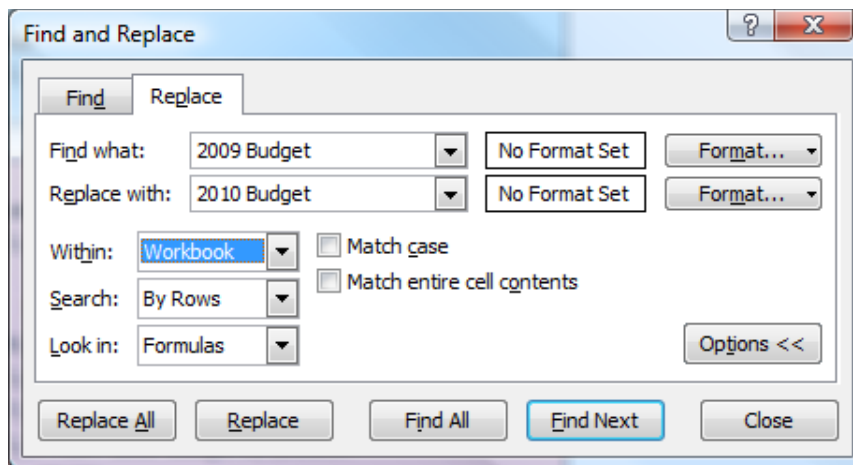 Find and Replace
Find Replace
Find what: 2009 Budget No Format Set Format...
Replace with: 2010 Budget No Format Set Format...
Within: Workbook Match case
Match entire cell contents
Search: By Rows
Look in: Formulas Options <<
Replace All Replace Find All Find Next Close